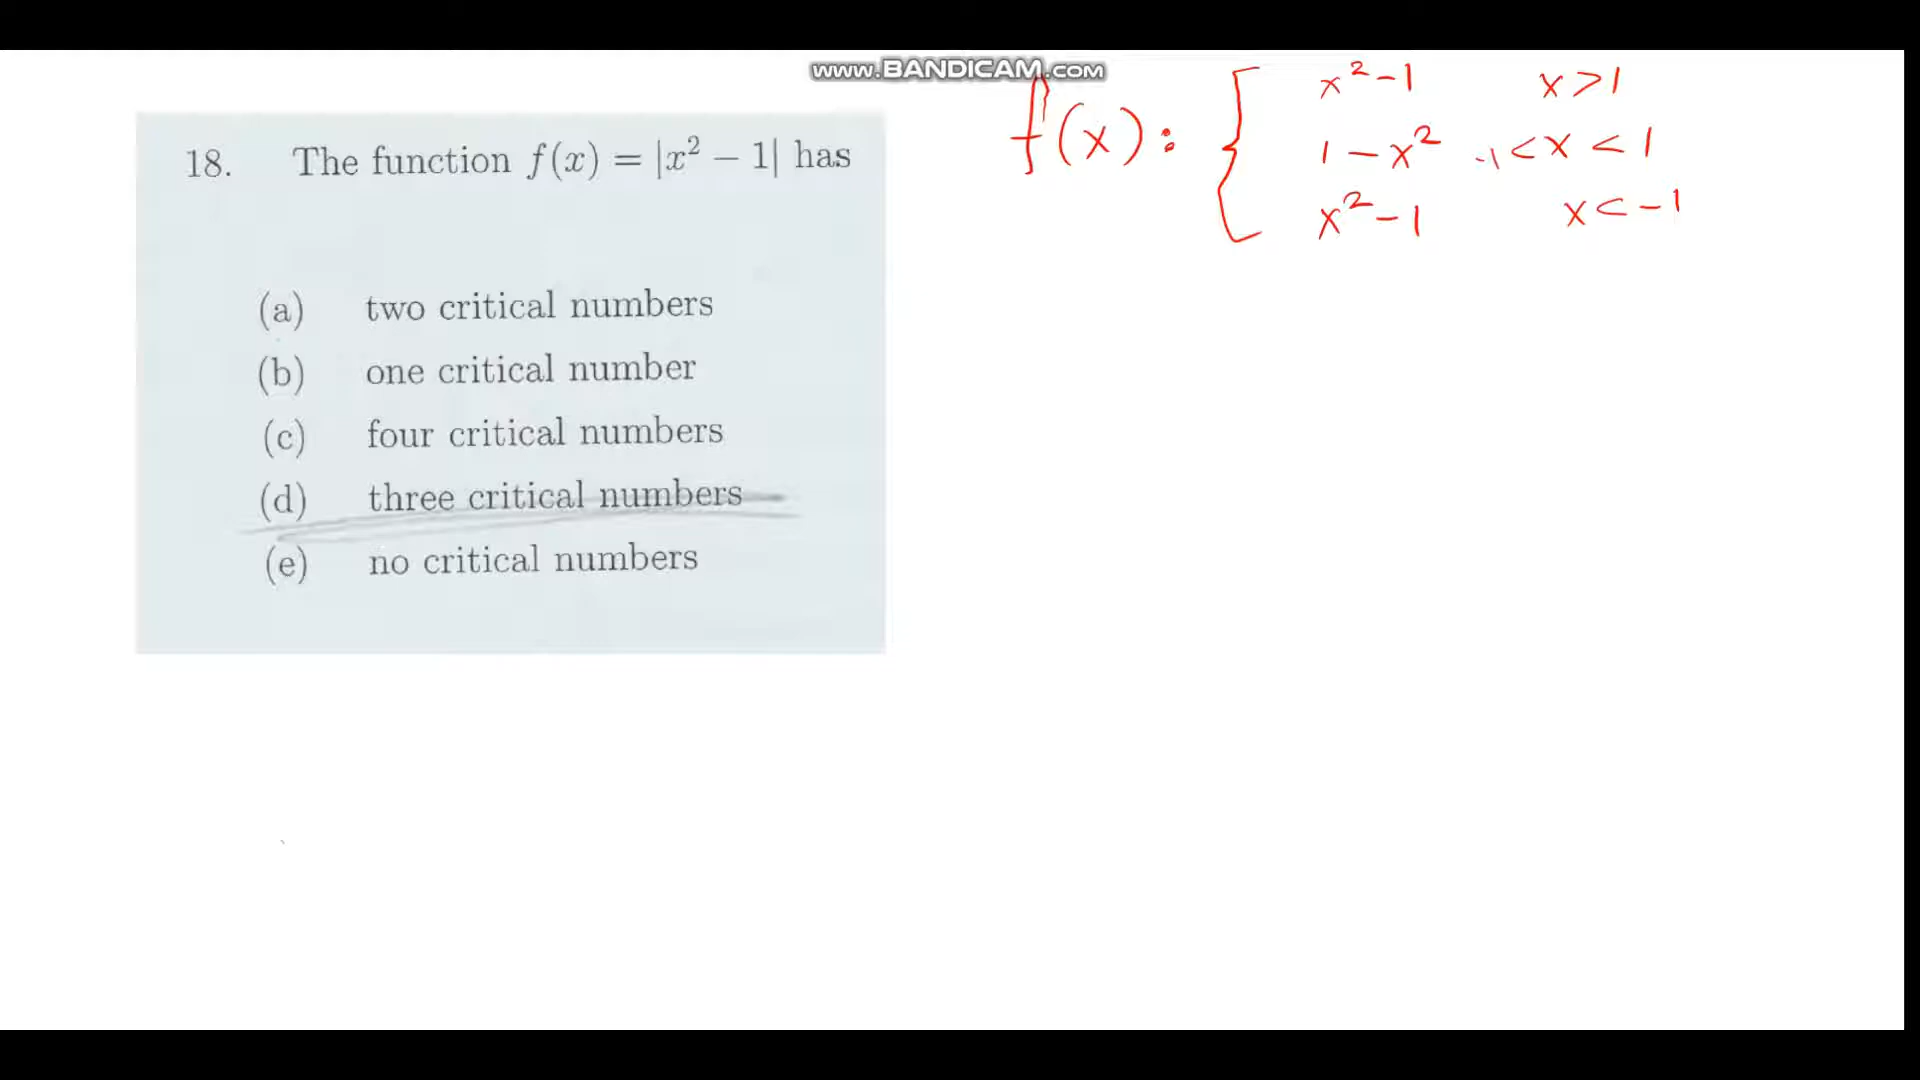 www.BANDICAM.com
18. The function f(x) = |x² − 1| has
(a) two critical numbers
(b) one critical number
(c) four critical numbers
(d) three critical numbers
(e) no critical numbers
f(x) : { x² − 1 x > 1
1 − x² -1 < x < 1
x² − 1 x < −1